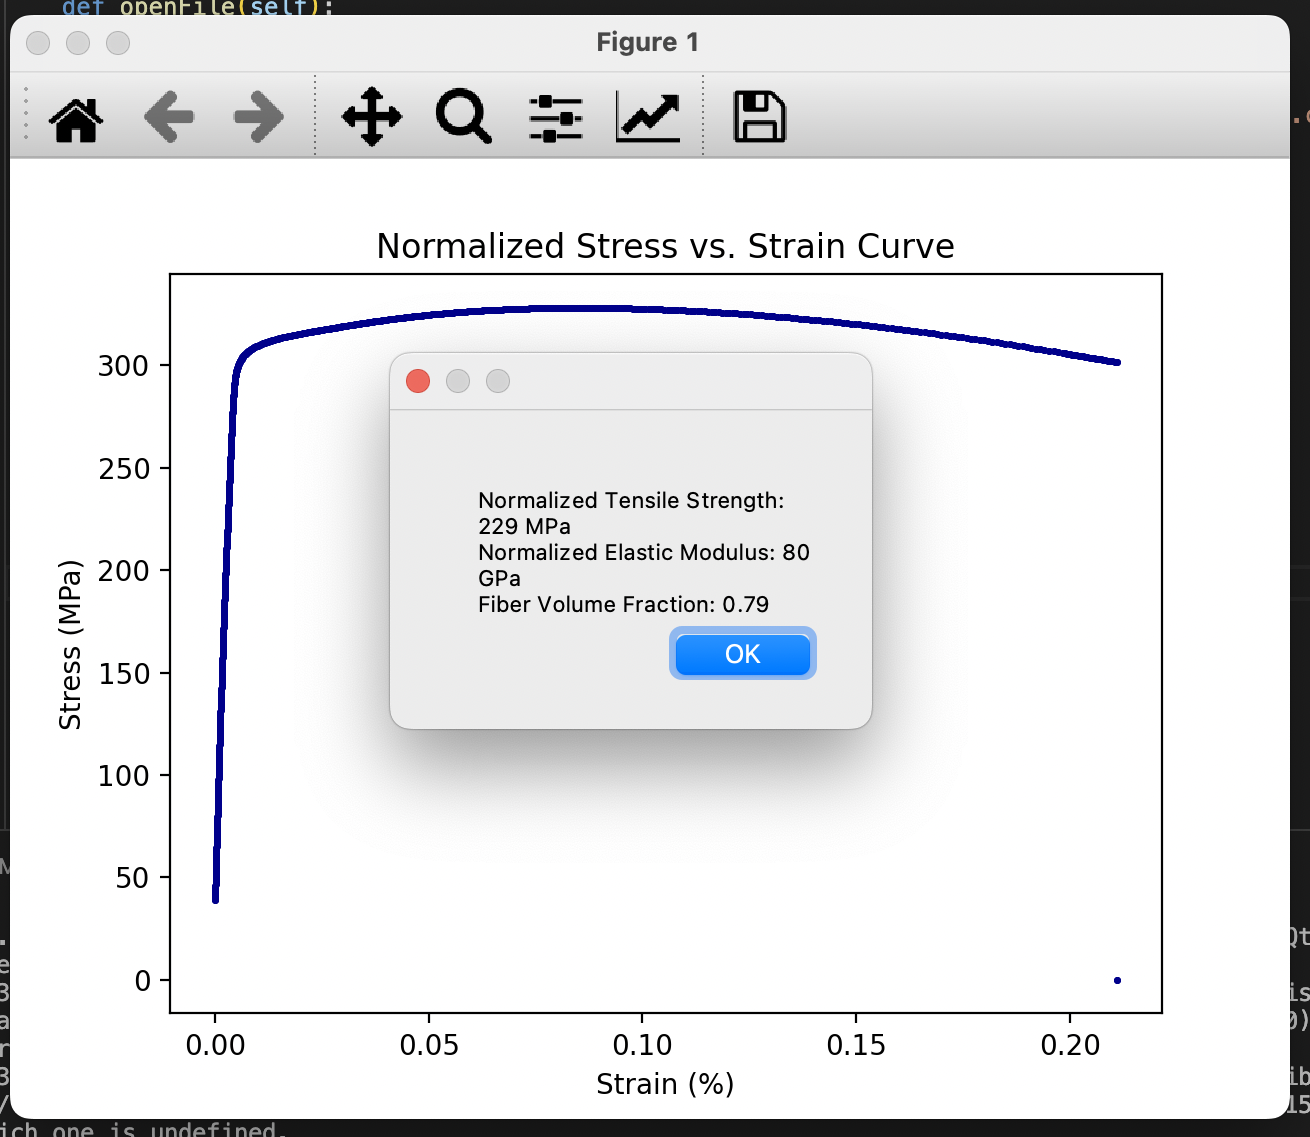 def openFile(self):
Figure 1
Normalized Stress vs. Strain Curve
300
250
200
150
100
50
0
Stress (MPa)
0.00 0.05 0.10 0.15 0.20
Strain (%)
Normalized Tensile Strength:
229 MPa
Normalized Elastic Modulus: 80
GPa
Fiber Volume Fraction: 0.79
OK
one is undefined.